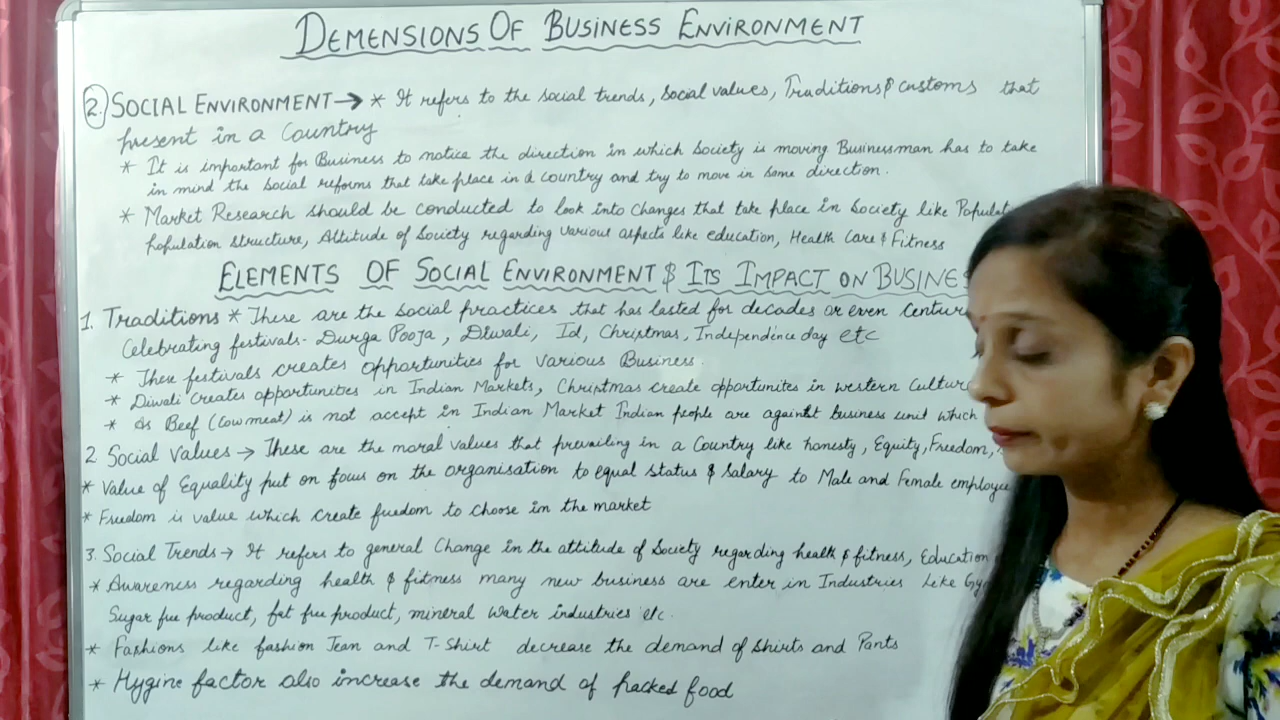 DEMENSIONS OF BUSINESS ENVIRONMENT
2. SOCIAL ENVIRONMENT → * It refers to the social trends, social values, Traditions & customs that
present in a Country
* It is important for Business to notice the direction in which society is moving Businessman has to take
in mind the social reforms that take place in a country and try to move in same direction.
* Market Research should be conducted to look into changes that take place in society like
population structure, Attitude of Society regarding various aspects like education, Health Care & Fitness
ELEMENTS OF SOCIAL ENVIRONMENT & ITS IMPACT ON
1. Traditions * These are the social practices that has lasted for decades or even
Celebrating festivals - Durga Pooja, Diwali, Id, Christmas, Independence day etc
* These festivals creates opportunities for various Business.
* Diwali creates opportunities in Indian Markets, Christmas create opportunites in western
* As Beef (Cow meat) is not accept in Indian Market Indian people are against business unit which
2. Social Values → These are the moral values that prevailing in a Country like honesty, Equity, Freedom,
* Value of Equality put on focus on the organisation to equal status & salary to Male and Female
* Freedom is value which create freedom to choose in the market
3. Social Trends → It refers to general Change in the attitude of Society regarding health & fitness, Education
* Awareness regarding health & fitness many new business are enter in Industries like
Sugar free product, fat free product, mineral water industries etc.
* Fashions like fashion Jean and T-Shirt decrease the demand of shirts and Pants
* Hygine factor also increase the demand of packed food